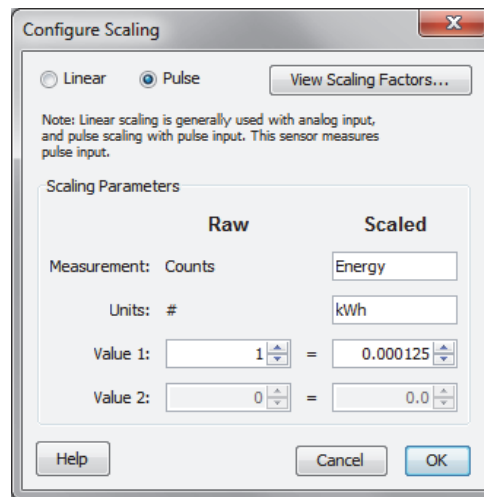 Configure Scaling
Linear Pulse View Scaling Factors...
Note: Linear scaling is generally used with analog input,
and pulse scaling with pulse input. This sensor measures
pulse input.
Scaling Parameters
Raw Scaled
Measurement: Counts Energy
Units: # kWh
Value 1: 1 = 0.000125
Value 2: 0 = 0.0
Help Cancel OK